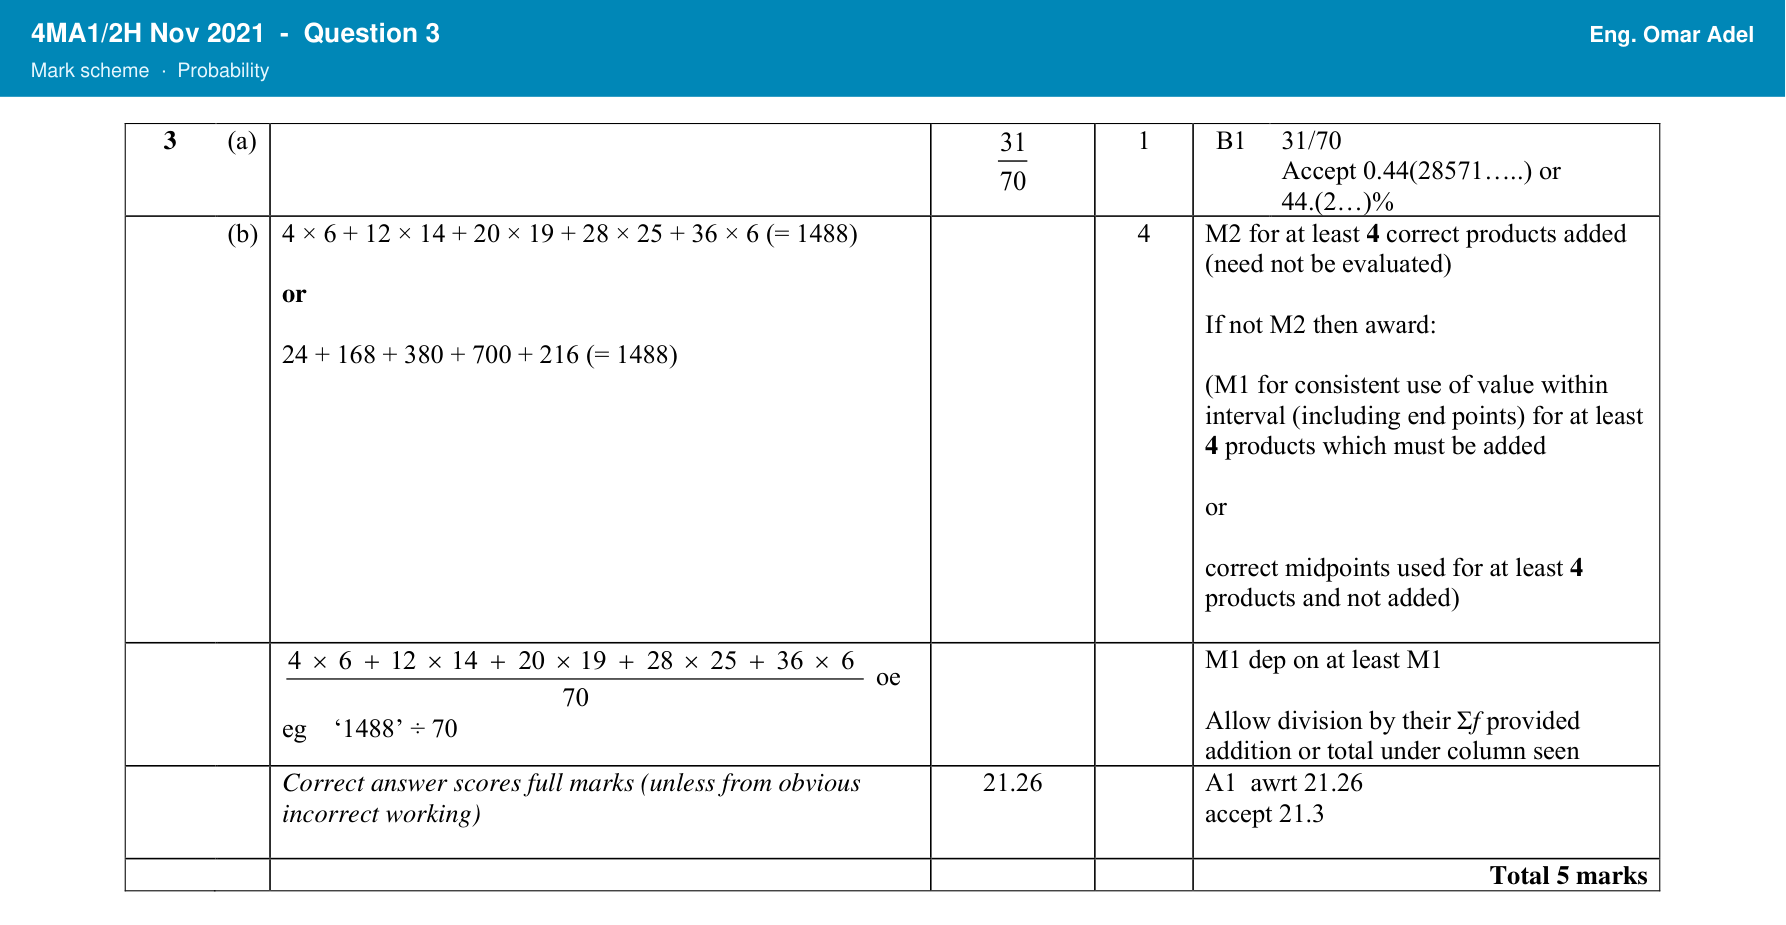 4MA1/2H Nov 2021 - Question 3
Eng. Omar Adel
Mark scheme · Probability
3 (a) 31/70 1 B1 31/70
Accept 0.44(28571.....) or
44.(2...)%
(b) 4 × 6 + 12 × 14 + 20 × 19 + 28 × 25 + 36 × 6 (= 1488)
or
24 + 168 + 380 + 700 + 216 (= 1488)
4
M2 for at least 4 correct products added
(need not be evaluated)
If not M2 then award:
(M1 for consistent use of value within
interval (including end points) for at least
4 products which must be added
or
correct midpoints used for at least 4
products and not added)
4 × 6 + 12 × 14 + 20 × 19 + 28 × 25 + 36 × 6
70
oe
eg ‘1488’ ÷ 70
M1 dep on at least M1
Allow division by their Σf provided
addition or total under column seen
Correct answer scores full marks (unless from obvious
incorrect working)
21.26
A1 awrt 21.26
accept 21.3
Total 5 marks